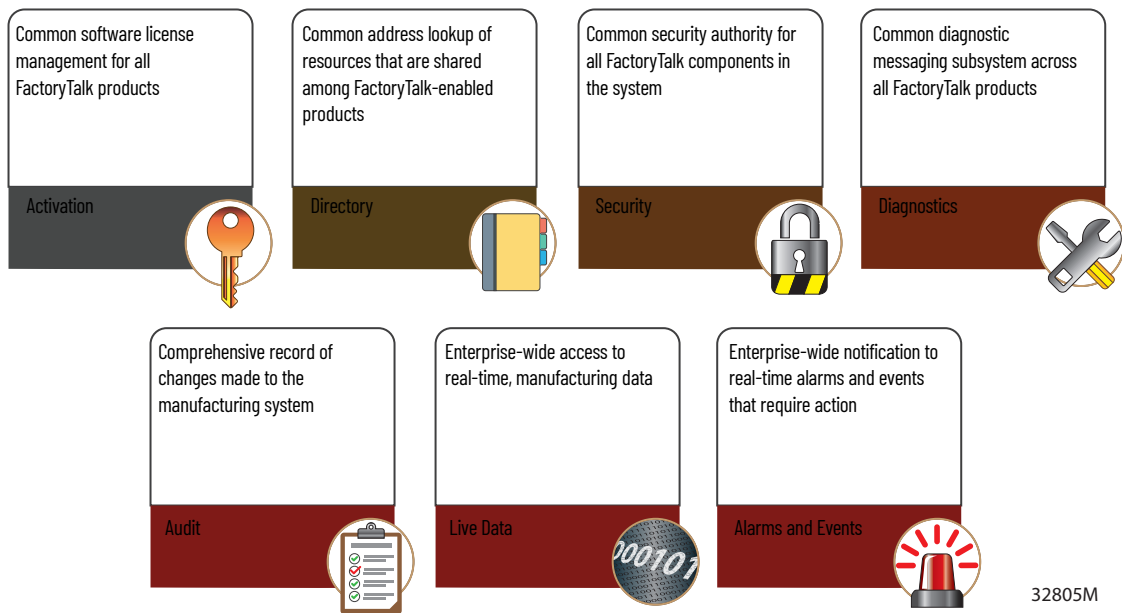 Common software license
management for all
FactoryTalk products
Activation
Common address lookup of
resources that are shared
among FactoryTalk-enabled
products
Directory
Common security authority for
all FactoryTalk components in
the system
Security
Common diagnostic
messaging subsystem across
all FactoryTalk products
Diagnostics
Comprehensive record of
changes made to the
manufacturing system
Audit
Enterprise-wide access to
real-time, manufacturing data
Live Data
000101
Enterprise-wide notification to
real-time alarms and events
that require action
Alarms and Events
32805M